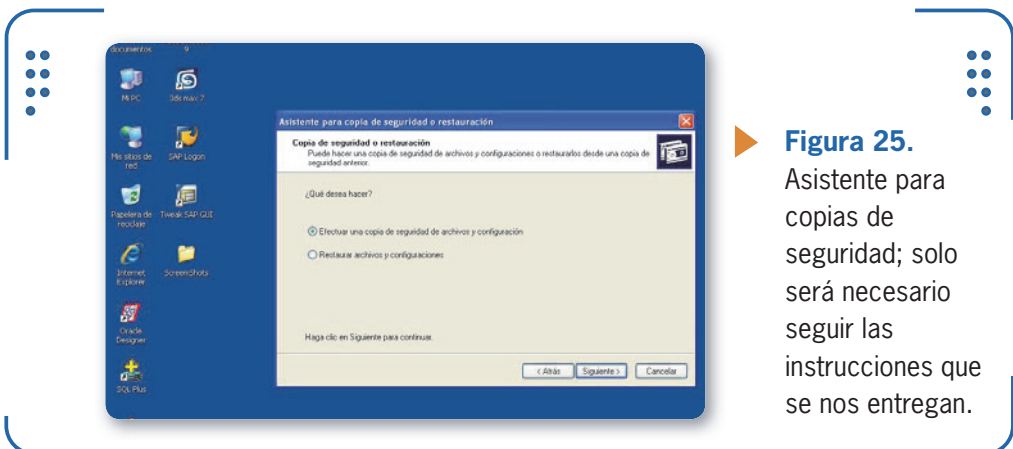 documentos
9
Mi PC
3ds max 7
Mis sitios de
red
SAP Logon
Papelera de
reciclaje
Tweak SAP GUI
Internet
Explorer
ScreenShots
Oracle
Designer
SQL Plus
Asistente para copia de seguridad o restauración
Copia de seguridad o restauración
Puede hacer una copia de seguridad de archivos y configuraciones o restaurarlos desde una copia de
seguridad anterior.
¿Qué desea hacer?
Efectuar una copia de seguridad de archivos y configuración
Restaurar archivos y configuraciones
Haga clic en Siguiente para continuar.
< Atrás
Siguiente >
Cancelar
Figura 25.
Asistente para
copias de
seguridad; solo
será necesario
seguir las
instrucciones que
se nos entregan.